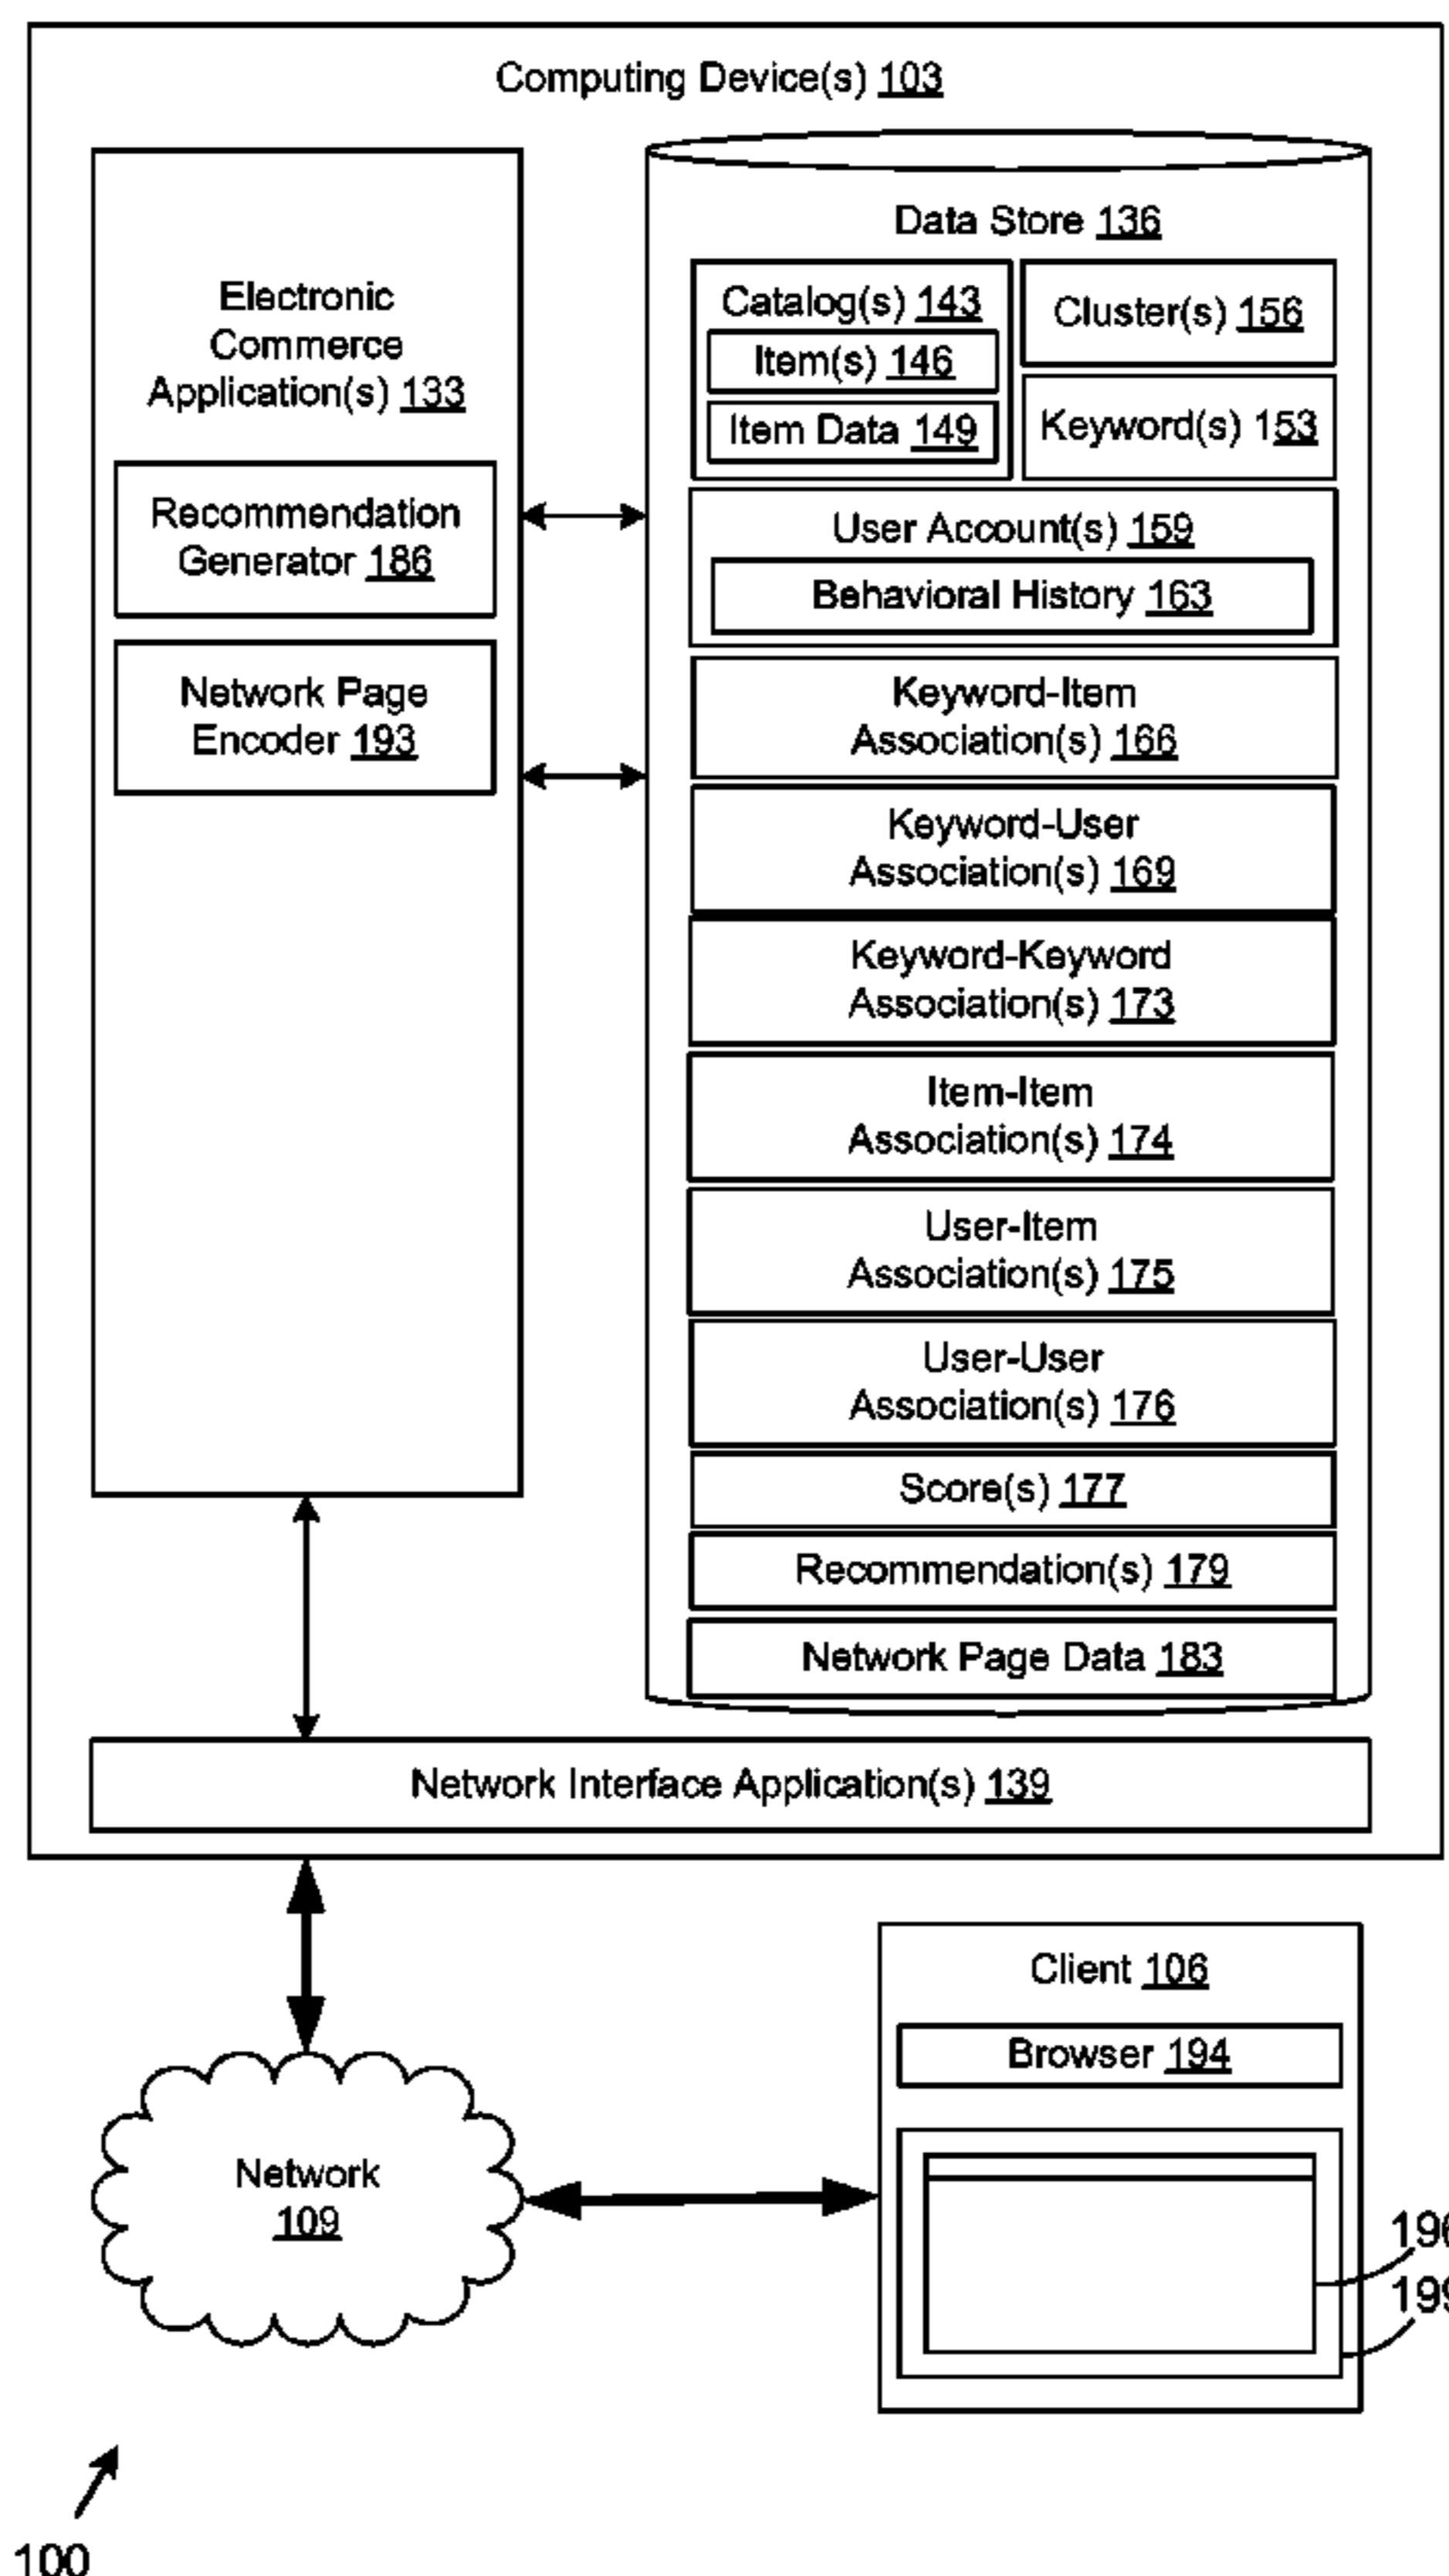 Computing Device(s) 103
Electronic
Commerce
Application(s) 133
Recommendation
Generator 186
Network Page
Encoder 193
Data Store 136
Catalog(s) 143
Item(s) 146
Item Data 149
Cluster(s) 156
Keyword(s) 153
User Account(s) 159
Behavioral History 163
Keyword-Item
Association(s) 166
Keyword-User
Association(s) 169
Keyword-Keyword
Association(s) 173
Item-Item
Association(s) 174
User-Item
Association(s) 175
User-User
Association(s) 176
Score(s) 177
Recommendation(s) 179
Network Page Data 183
Network Interface Application(s) 139
Client 106
Browser 194
Network
109
196
199
100